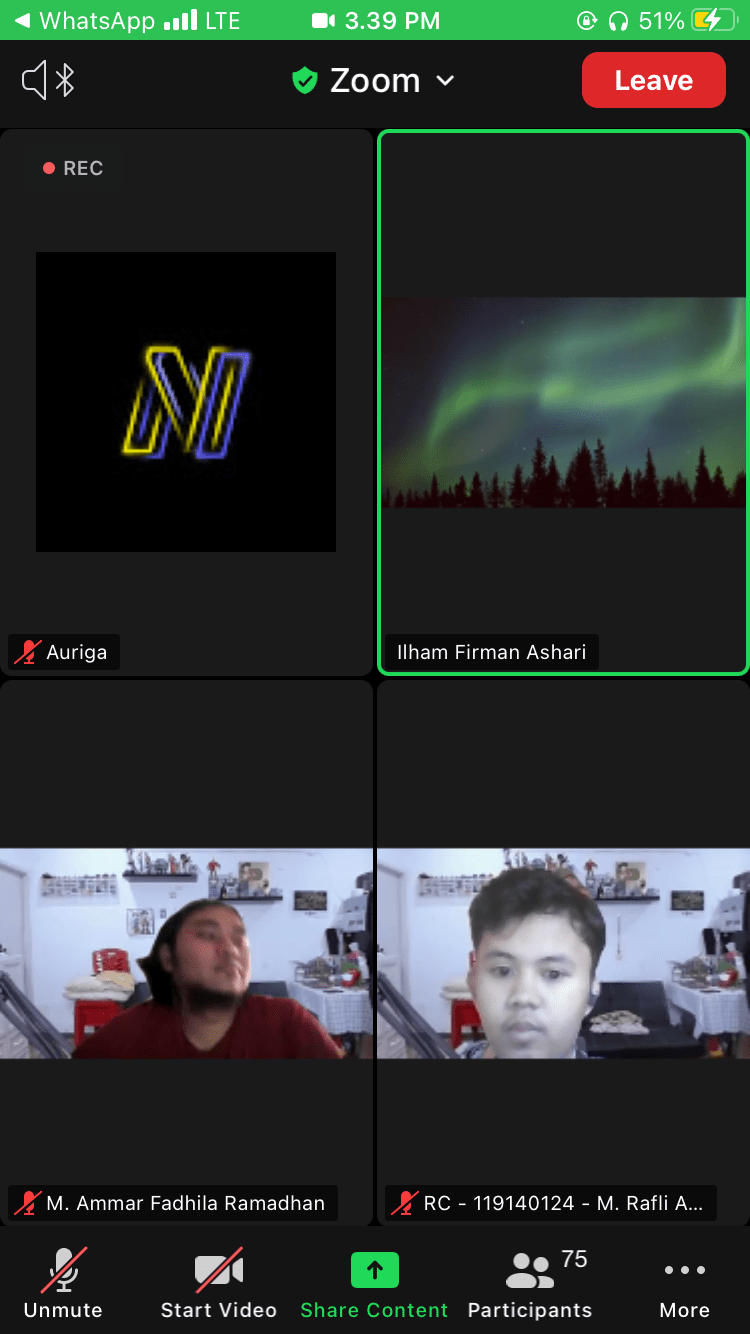 WhatsApp LTE 3.39 PM 51%
Zoom
Leave
REC
N
Auriga
Ilham Firman Ashari
M. Ammar Fadhila Ramadhan
RC - 119140124 - M. Rafli A...
75
Unmute
Start Video
Share Content
Participants
More